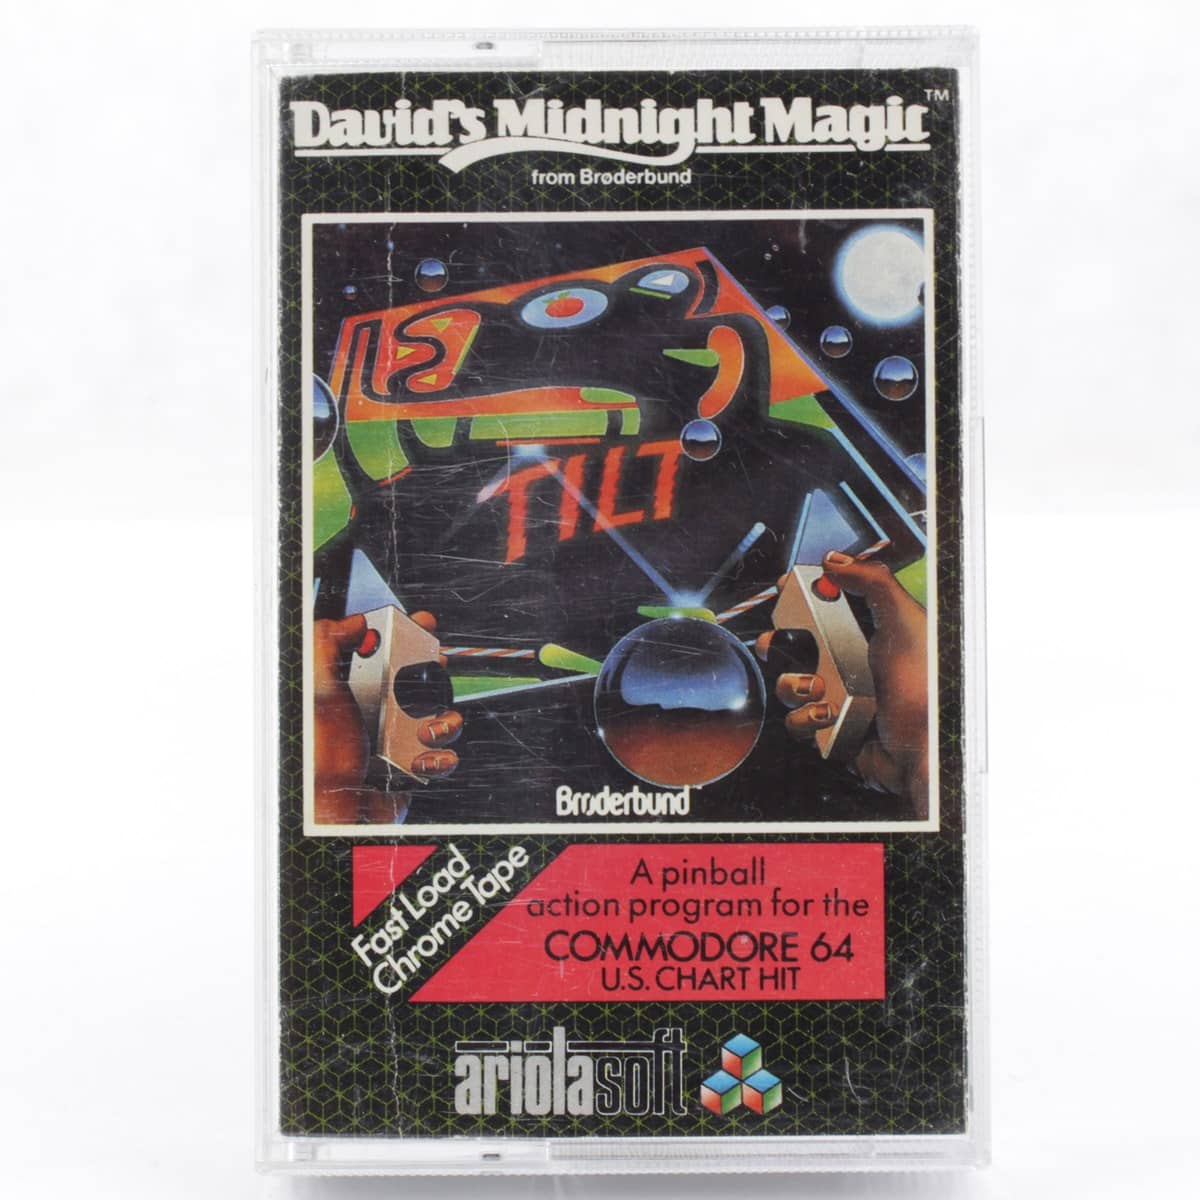 David's Midnight Magic™
from Brøderbund
TILT
Brøderbund™
Fast Load
Chrome Tape
A pinball
action program for the
COMMODORE 64
U.S. CHART HIT
ariolasoft